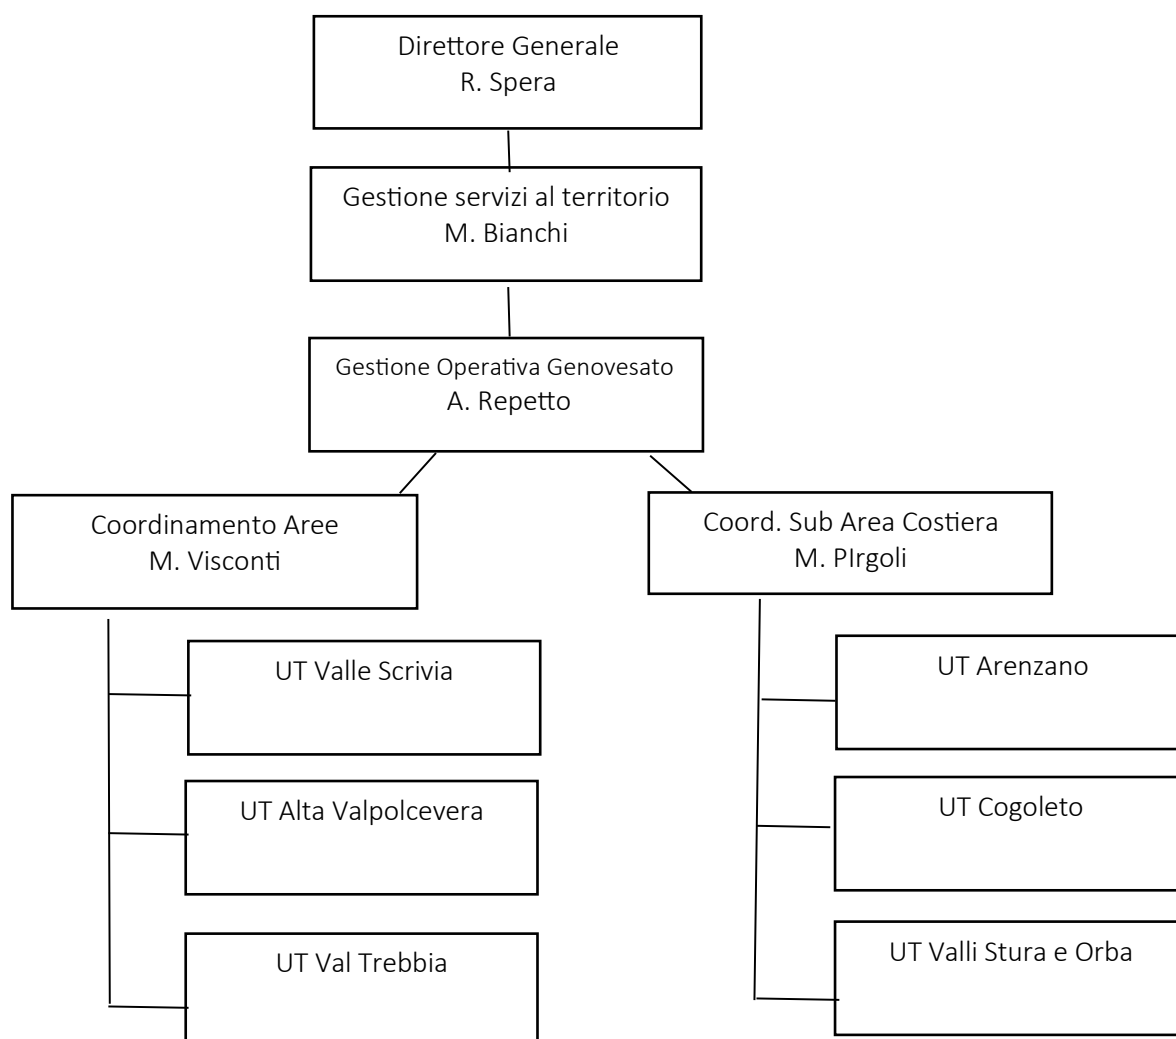 Direttore Generale
R. Spera
Gestione servizi al territorio
M. Bianchi
Gestione Operativa Genovesato
A. Repetto
Coordinamento Aree
M. Visconti
Coord. Sub Area Costiera
M. PIrgoli
UT Valle Scrivia
UT Alta Valpolcevera
UT Val Trebbia
UT Arenzano
UT Cogoleto
UT Valli Stura e Orba